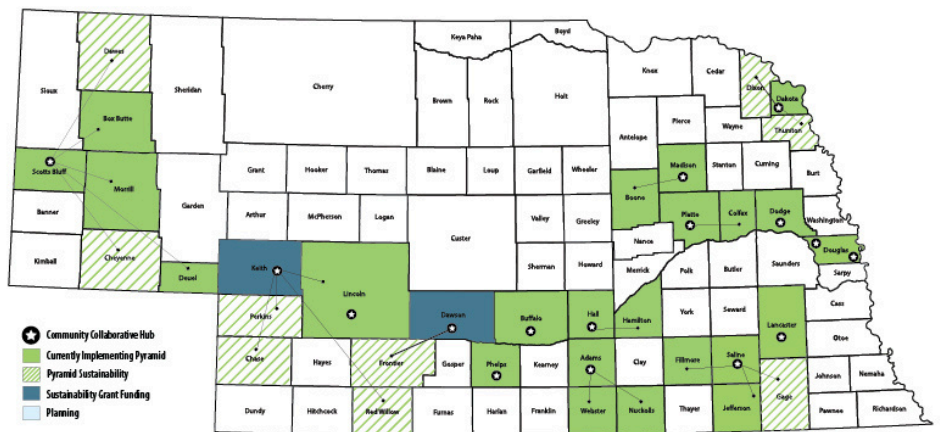 Keya Paha
Boyd
Dawes
Knox
Cedar
Sioux
Sheridan
Cherry
Dixon
Dakota
Brown
Rock
Holt
Box Butte
Pierce
Wayne
Thurston
Antelope
Madison
Stanton
Cuming
Scotts Bluff
Grant
Hooker
Thomas
Blaine
Loup
Garfield
Wheeler
Burt
Morrill
Garden
Boone
Banner
Arthur
McPherson
Logan
Valley
Greeley
Platte
Colfax
Dodge
Washington
Custer
Nance
Douglas
Kimball
Cheyenne
Deuel
Keith
Sherman
Howard
Merrick
Polk
Butler
Saunders
Sarpy
Lincoln
Perkins
Dawson
Buffalo
Hall
Hamilton
York
Seward
Cass
Lancaster
Otoe
Chase
Hayes
Frontier
Gosper
Phelps
Kearney
Adams
Clay
Fillmore
Saline
Johnson
Nemaha
Gage
Dundy
Hitchcock
Red Willow
Furnas
Harlan
Franklin
Webster
Nuckolls
Thayer
Jefferson
Pawnee
Richardson
Community Collaborative Hub
Currently Implementing Pyramid
Pyramid Sustainability
Sustainability Grant Funding
Planning